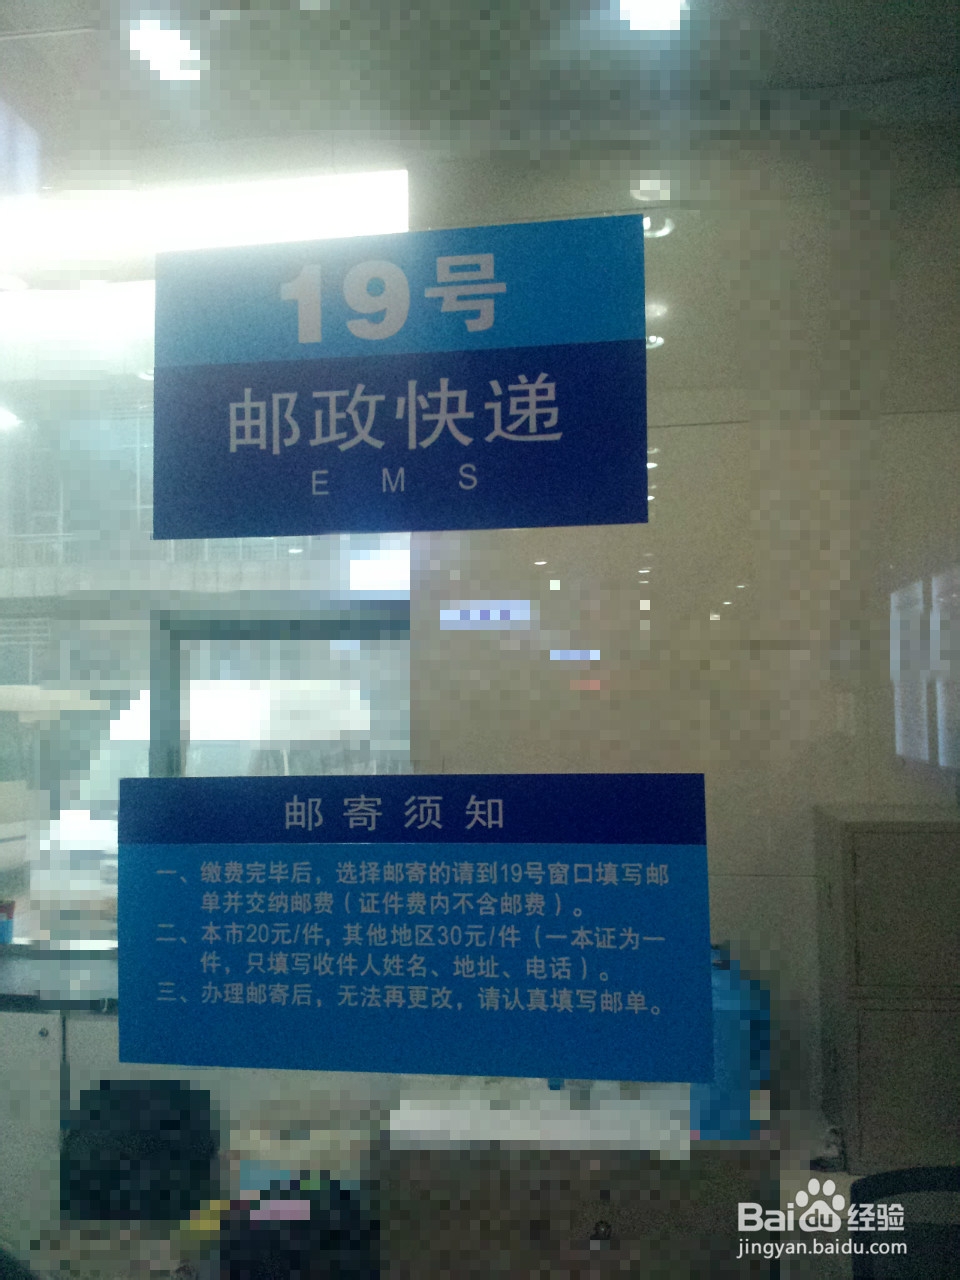 19号
邮政快递
E M S
邮寄须知
一、缴费完毕后，选择邮寄的请到19号窗口填写邮
单并交纳邮费（证件费内不含邮费）。
二、本市20元/件，其他地区30元/件（一本证为一
件，只填写收件人姓名、地址、电话）。
三、办理邮寄后，无法再更改，请认真填写邮单。
Bai du 经验
jingyan.baidu.com